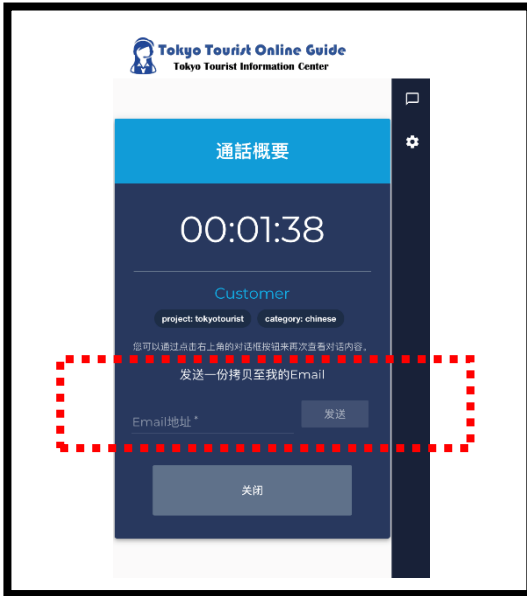 Tokyo Tourist Online Guide
Tokyo Tourist Information Center
通話概要
00:01:38
Customer
project: tokyotourist category: chinese
您可以通过点击右上角的对话框按钮来再次查看对话内容。
发送一份拷贝至我的Email
Email地址 * 发送
关闭